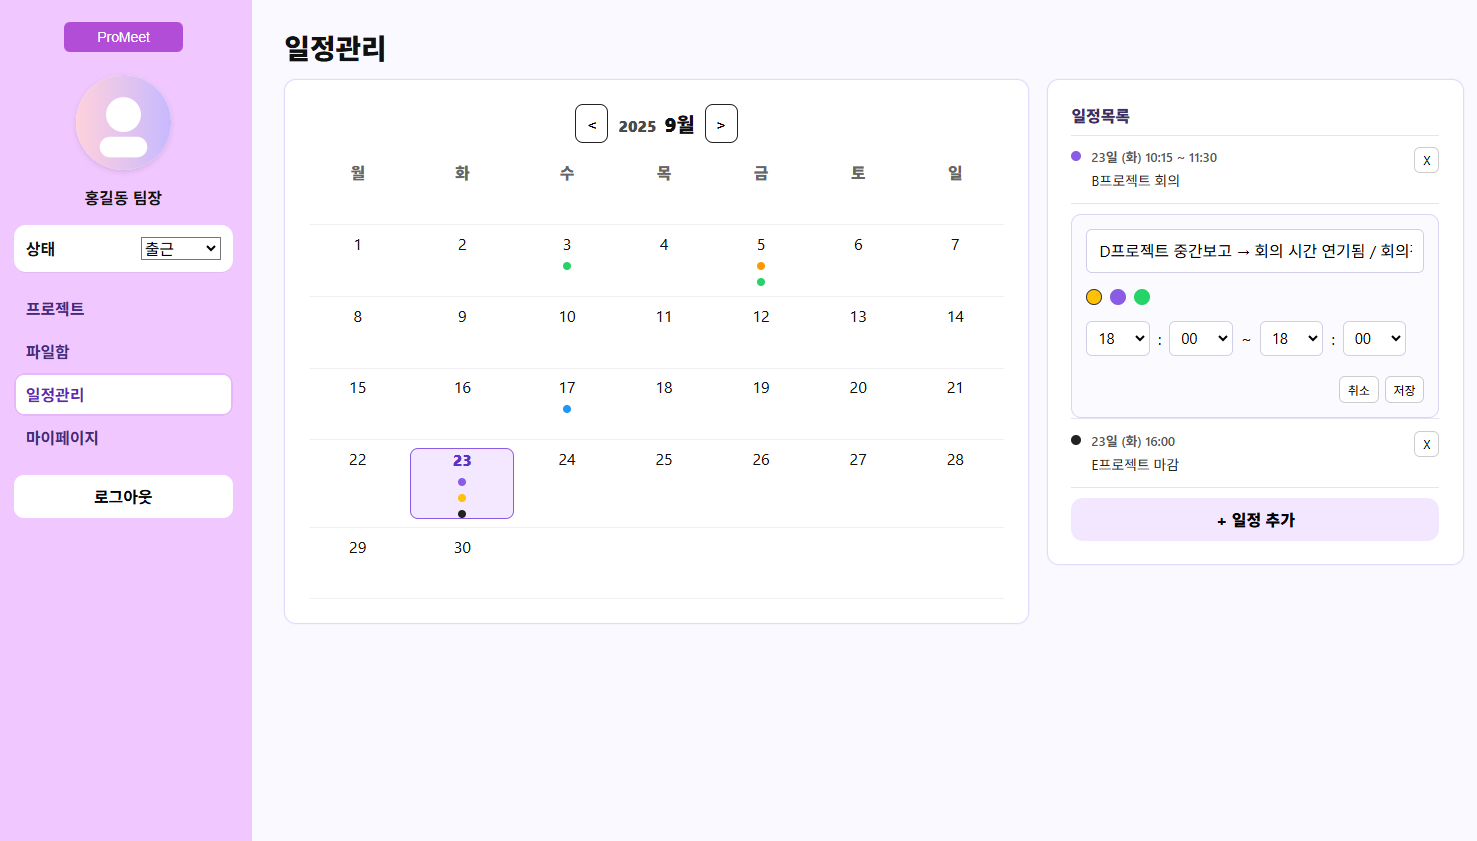 ProMeet
홍길동 팀장
상태 출근
프로젝트
파일함
일정관리
마이페이지
로그아웃
일정관리
< 2025 9월 >
월 화 수 목 금 토 일
1 2 3 4 5 6 7
8 9 10 11 12 13 14
15 16 17 18 19 20 21
22 23 24 25 26 27 28
29 30
일정목록
23일 (화) 10:15 ~ 11:30 X
B프로젝트 회의
D프로젝트 중간보고 → 회의 시간 연기됨 / 회의
18 : 00 ~ 18 : 00
취소 저장
23일 (화) 16:00 X
E프로젝트 마감
+ 일정 추가